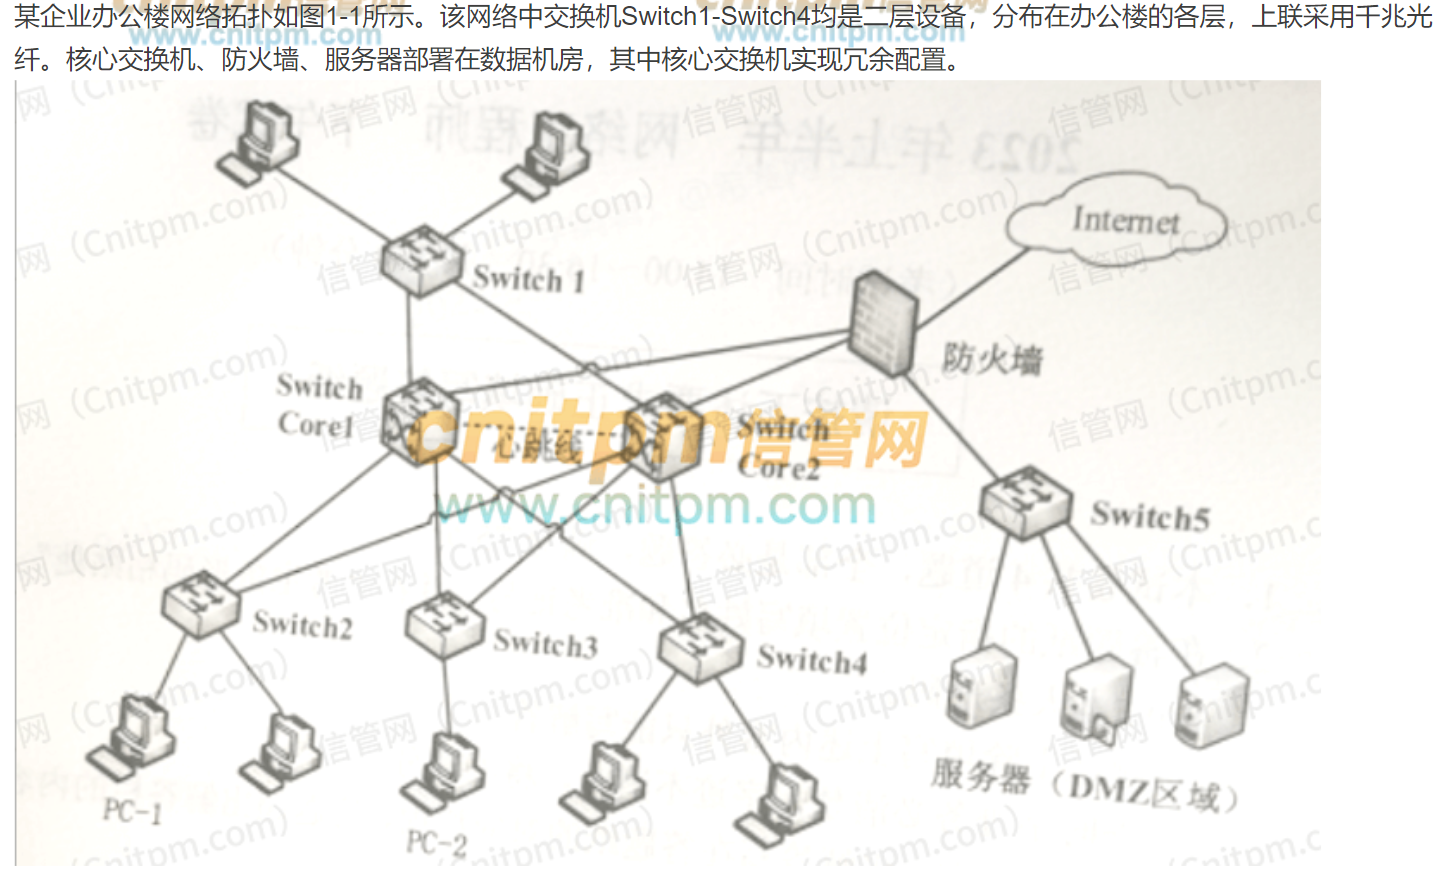 某企业办公楼网络拓扑如图1-1所示。该网络中交换机Switch1-Switch4均是二层设备，分布在办公楼的各层，上联采用千兆光
纤。核心交换机、防火墙、服务器部署在数据机房，其中核心交换机实现冗余配置。
Internet
Switch 1
防火墙
Switch
Core1
心跳线
Switch
Core2
cnitpm信管网
www.cnitpm.com
Switch5
Switch2
Switch3
Switch4
服务器（DMZ区域）
PC-1
PC-2
信管网（Cnitpm.com）